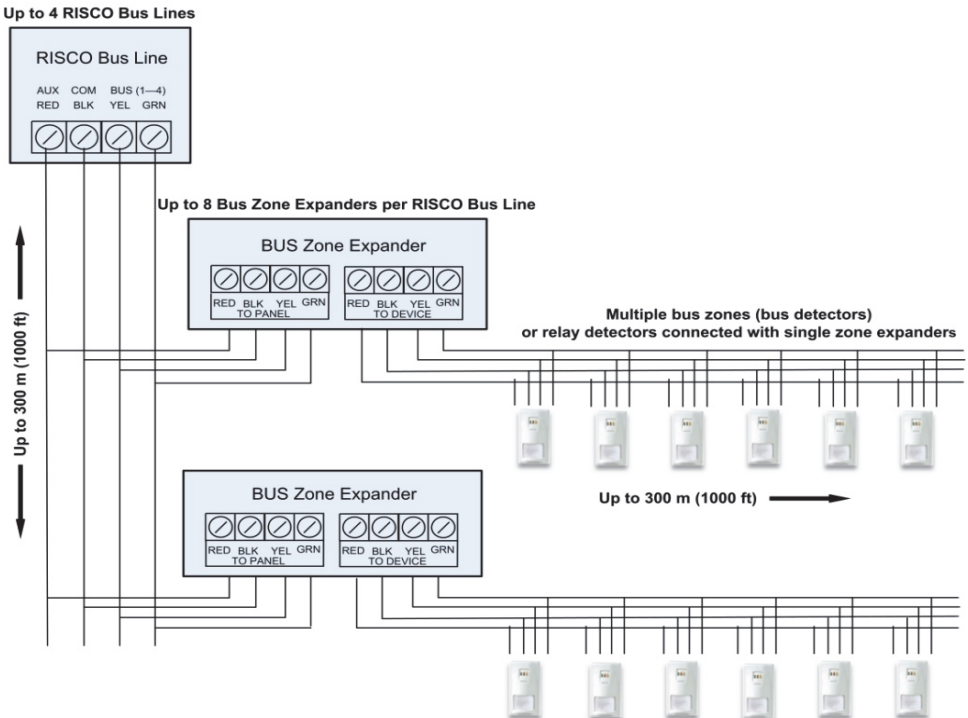 Up to 4 RISCO Bus Lines
RISCO Bus Line
AUX COM BUS (1—4)
RED BLK YEL GRN
Up to 8 Bus Zone Expanders per RISCO Bus Line
BUS Zone Expander
RED BLK YEL GRN RED BLK YEL GRN
TO PANEL TO DEVICE
Multiple bus zones (bus detectors)
or relay detectors connected with single zone expanders
Up to 300 m (1000 ft)
Up to 300 m (1000 ft)
BUS Zone Expander
RED BLK YEL GRN RED BLK YEL GRN
TO PANEL TO DEVICE